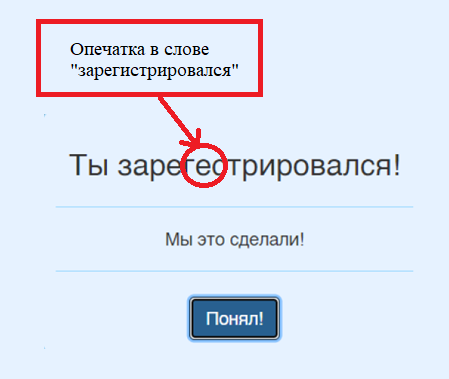 Опечатка в слове
"зарегистрировался"
Ты зарегестрировался!
Мы это сделали!
Понял!